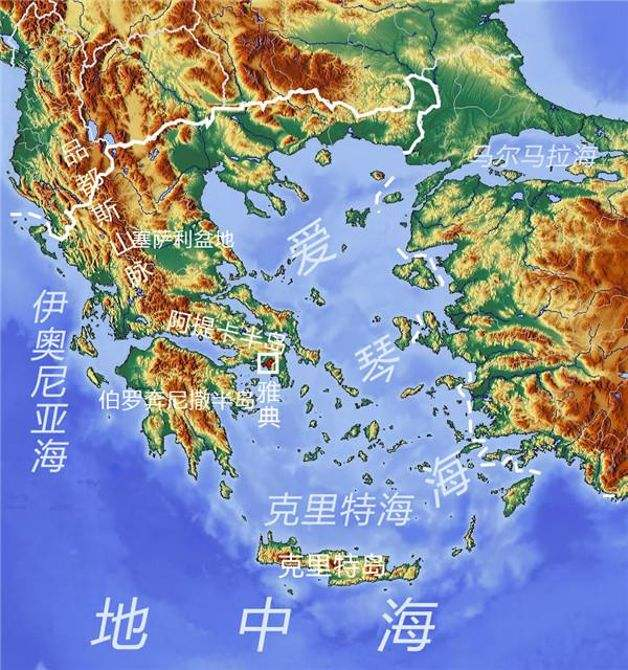 品都斯山脉
马尔马拉海
塞萨利盆地
爱琴海
伊奥尼亚海
阿提卡半岛
伯罗奔尼撒半岛
雅典
克里特海
克里特岛
地中海